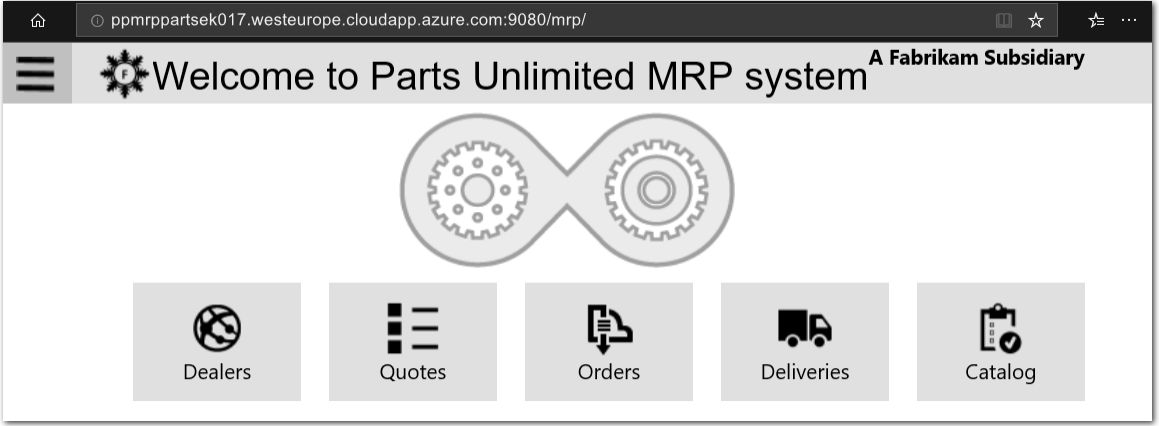 ppmrppartsek017.westeurope.cloudapp.azure.com:9080/mrp/
F
Welcome to Parts Unlimited MRP system
A Fabrikam Subsidiary
Dealers
Quotes
Orders
Deliveries
Catalog